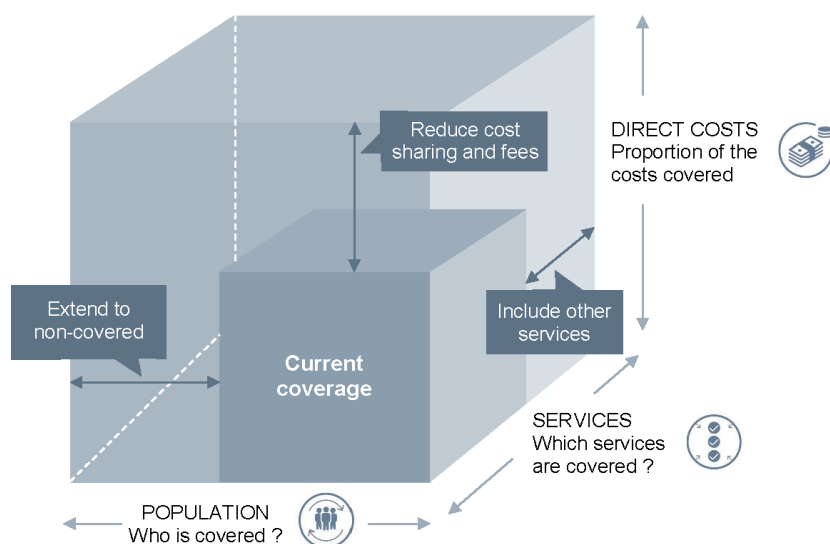 Reduce cost
sharing and fees
DIRECT COSTS
Proportion of the
costs covered
Extend to
non-covered
Include other
services
Current
coverage
SERVICES
Which services
are covered ?
POPULATION
Who is covered ?